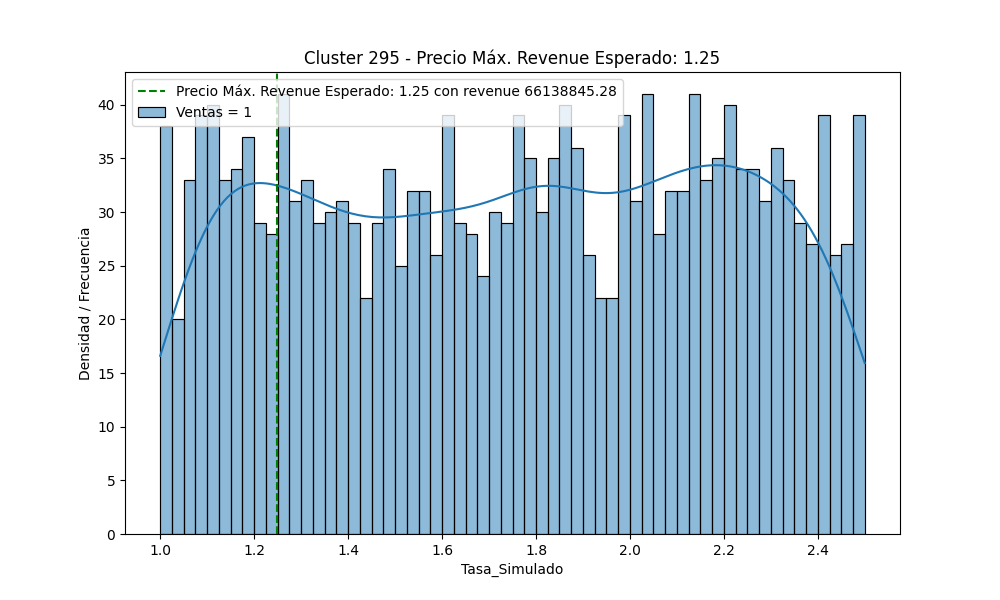 Cluster 295 - Precio Máx. Revenue Esperado: 1.25
Precio Máx. Revenue Esperado: 1.25 con revenue 66138845.28
Ventas = 1
Densidad / Frecuencia
40
35
30
25
20
15
10
5
0
1.0 1.2 1.4 1.6 1.8 2.0 2.2 2.4
Tasa_Simulado